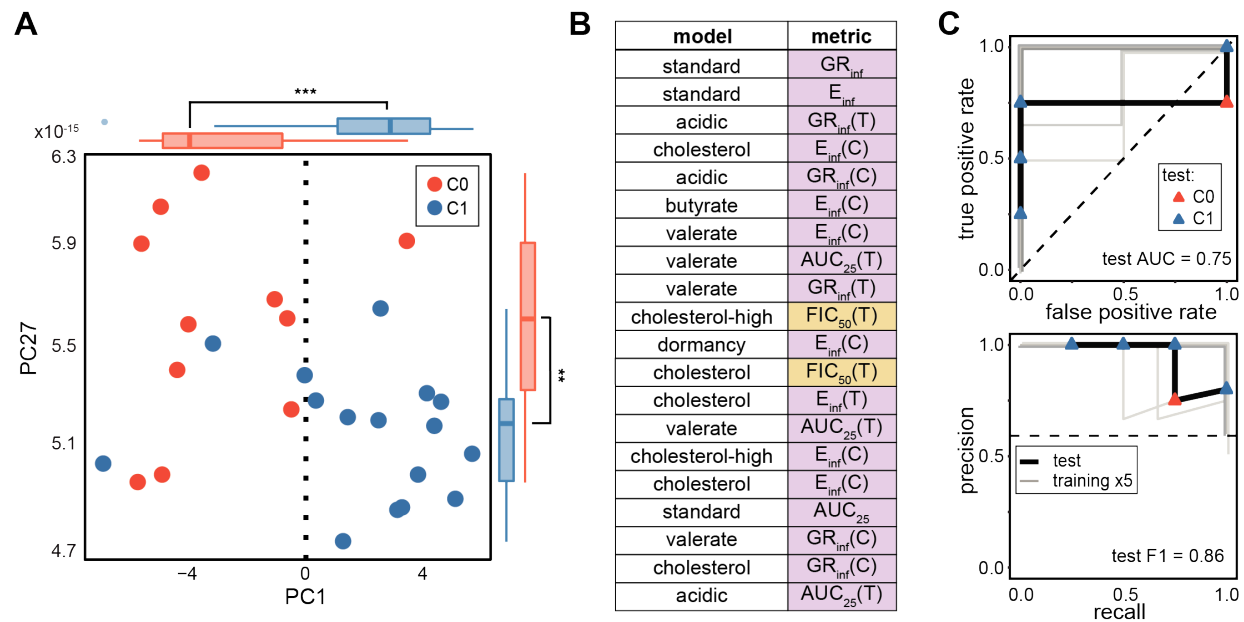 A
***
x10-15
6.3
5.9
5.5
5.1
4.7
PC27
C0
C1
**
−4
0
4
PC1
B
model metric
standard GRinf
standard Einf
acidic GRinf(T)
cholesterol Einf(C)
acidic GRinf(C)
butyrate Einf(C)
valerate Einf(C)
valerate AUC25(T)
valerate GRinf(T)
cholesterol-high FIC50(T)
dormancy Einf(C)
cholesterol FIC50(T)
cholesterol Einf(T)
valerate AUC25(T)
cholesterol-high Einf(C)
cholesterol Einf(C)
standard AUC25
valerate GRinf(C)
cholesterol GRinf(C)
acidic AUC25(T)
C
true positive rate
1.0
0.5
0.0
test:
C0
C1
test AUC = 0.75
0.0 0.5 1.0
false positive rate
precision
1.0
0.5
0.0
test
training x5
test F1 = 0.86
0.0 0.5 1.0
recall